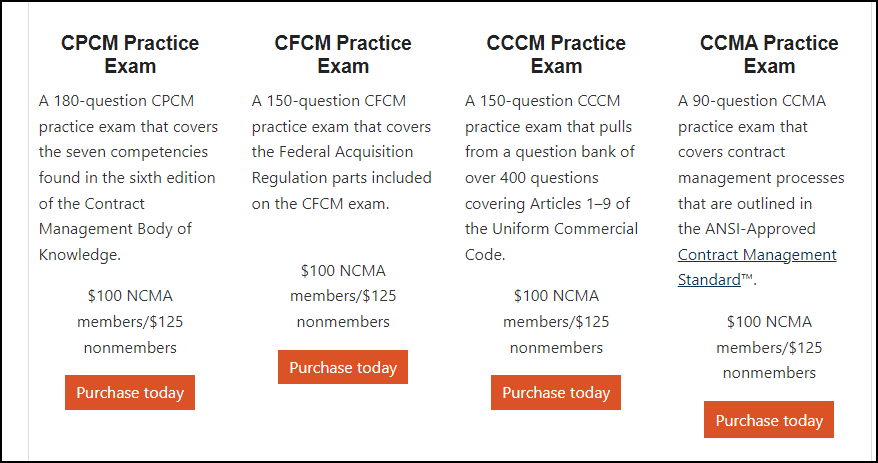 CPCM Practice
Exam
A 180-question CPCM
practice exam that covers
the seven competencies
found in the sixth edition
of the Contract
Management Body of
Knowledge.
$100 NCMA
members/$125
nonmembers
Purchase today
CFCM Practice
Exam
A 150-question CFCM
practice exam that covers
the Federal Acquisition
Regulation parts included
on the CFCM exam.
$100 NCMA
members/$125
nonmembers
Purchase today
CCCM Practice
Exam
A 150-question CCCM
practice exam that pulls
from a question bank of
over 400 questions
covering Articles 1–9 of
the Uniform Commercial
Code.
$100 NCMA
members/$125
nonmembers
Purchase today
CCMA Practice
Exam
A 90-question CCMA
practice exam that
covers contract
management processes
that are outlined in
the ANSI-Approved
Contract Management
Standard™.
$100 NCMA
members/$125
nonmembers
Purchase today